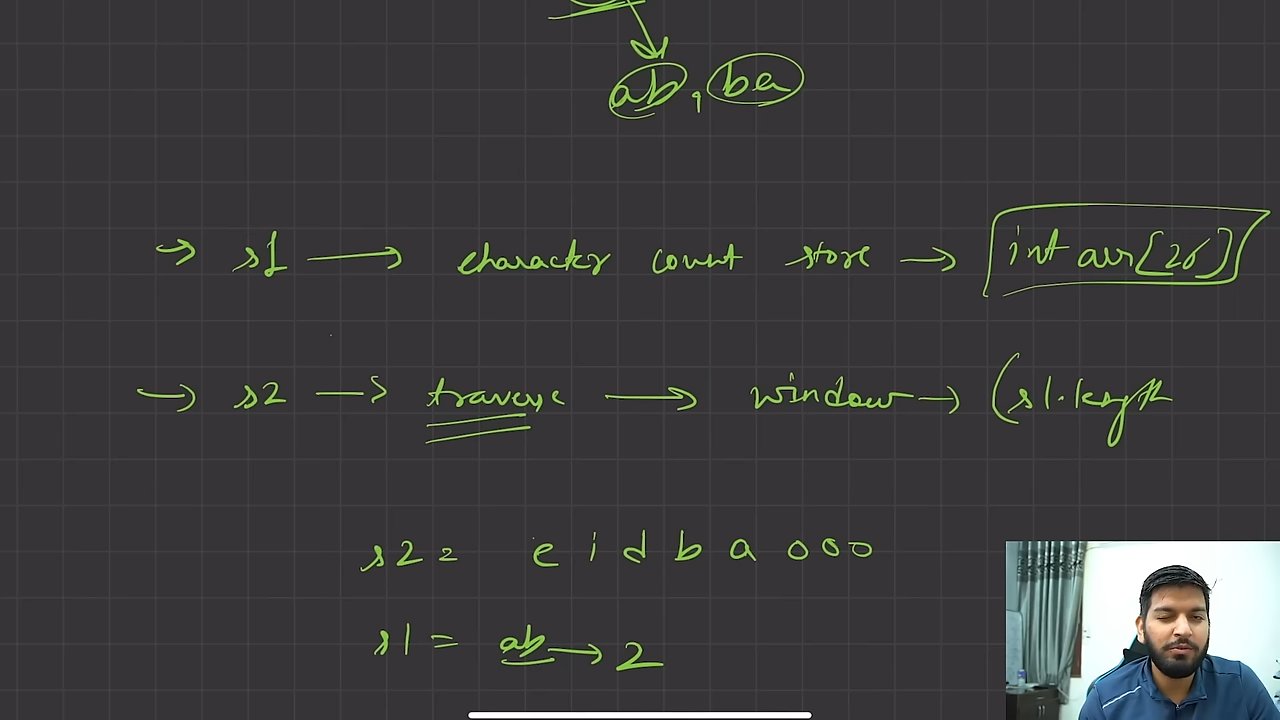 ab, ba
→ s1 → character count store → int arr[26]
→ s2 → traverse → window → (s1.length
s2 = e i d b a o o o
s1 = ab → 2